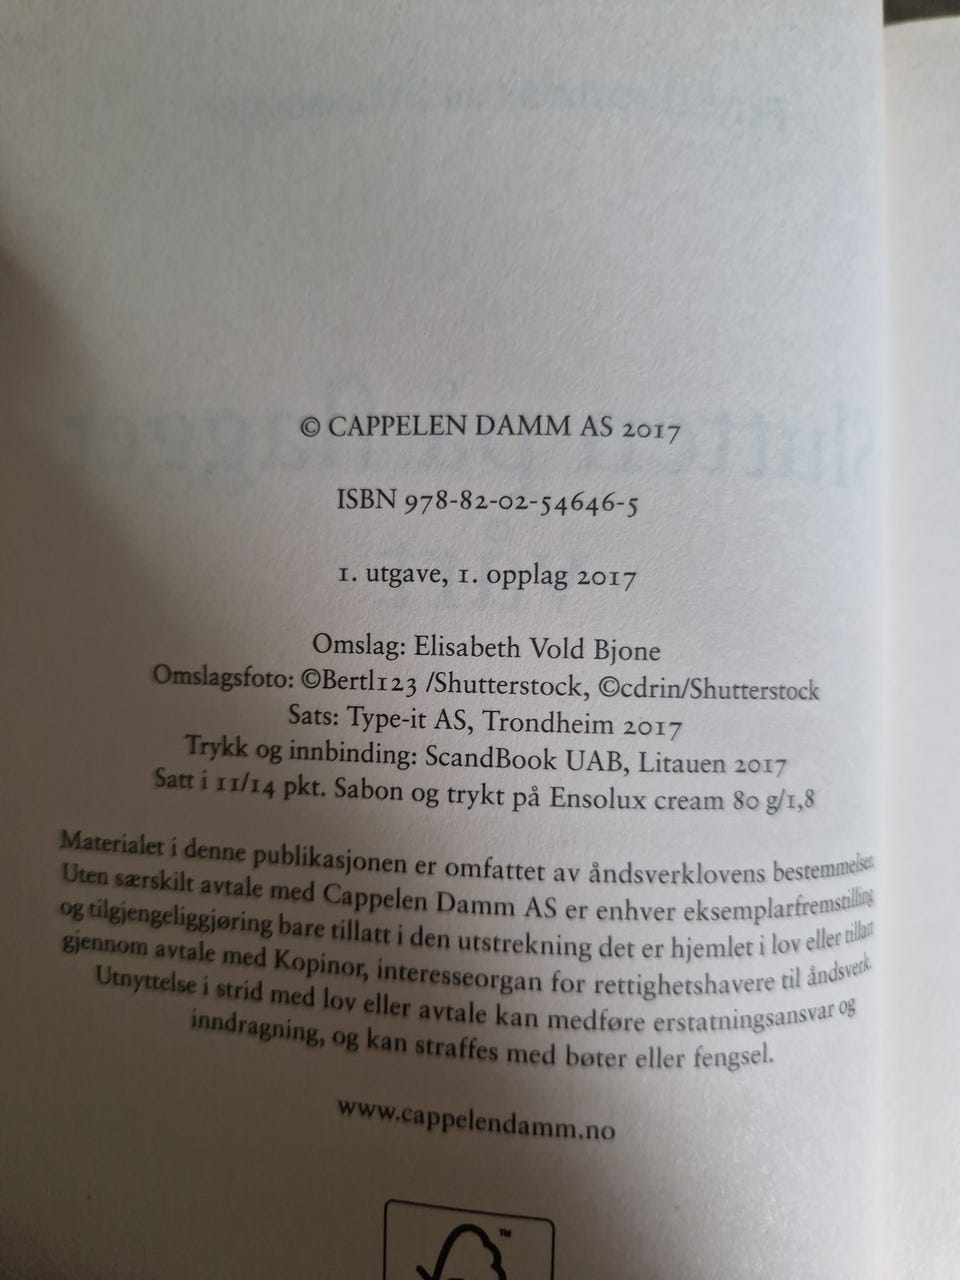 © CAPPELEN DAMM AS 2017
ISBN 978-82-02-54646-5
1. utgave, 1. opplag 2017
Omslag: Elisabeth Vold Bjone
Omslagsfoto: ©Bertl123 /Shutterstock, ©cdrin/Shutterstock
Sats: Type-it AS, Trondheim 2017
Trykk og innbinding: ScandBook UAB, Litauen 2017
Satt i 11/14 pkt. Sabon og trykt på Ensolux cream 80 g/1,8
Materialet i denne publikasjonen er omfattet av åndsverklovens bestemmelser.
Uten særskilt avtale med Cappelen Damm AS er enhver eksemplarfremstilling
og tilgjengeliggjøring bare tillatt i den utstrekning det er hjemlet i lov eller tillatt
gjennom avtale med Kopinor, interesseorgan for rettighetshavere til åndsverk.
Utnyttelse i strid med lov eller avtale kan medføre erstatningsansvar og
inndragning, og kan straffes med bøter eller fengsel.
www.cappelendamm.no
™